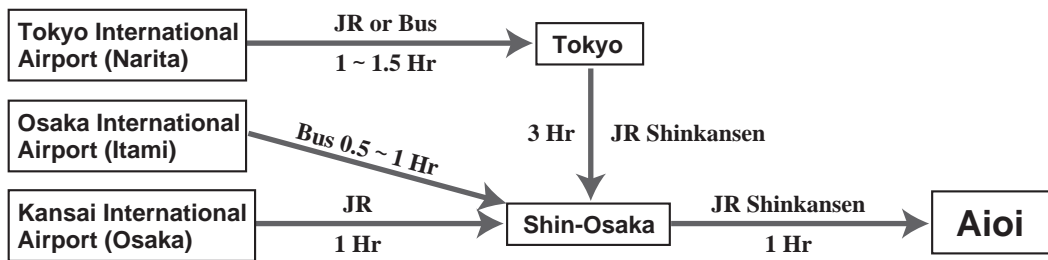 Tokyo International
Airport (Narita)
JR or Bus
1 ~ 1.5 Hr
Tokyo
Osaka International
Airport (Itami)
Bus 0.5 ~ 1 Hr
3 Hr
JR Shinkansen
Kansai International
Airport (Osaka)
JR
1 Hr
Shin-Osaka
JR Shinkansen
1 Hr
Aioi